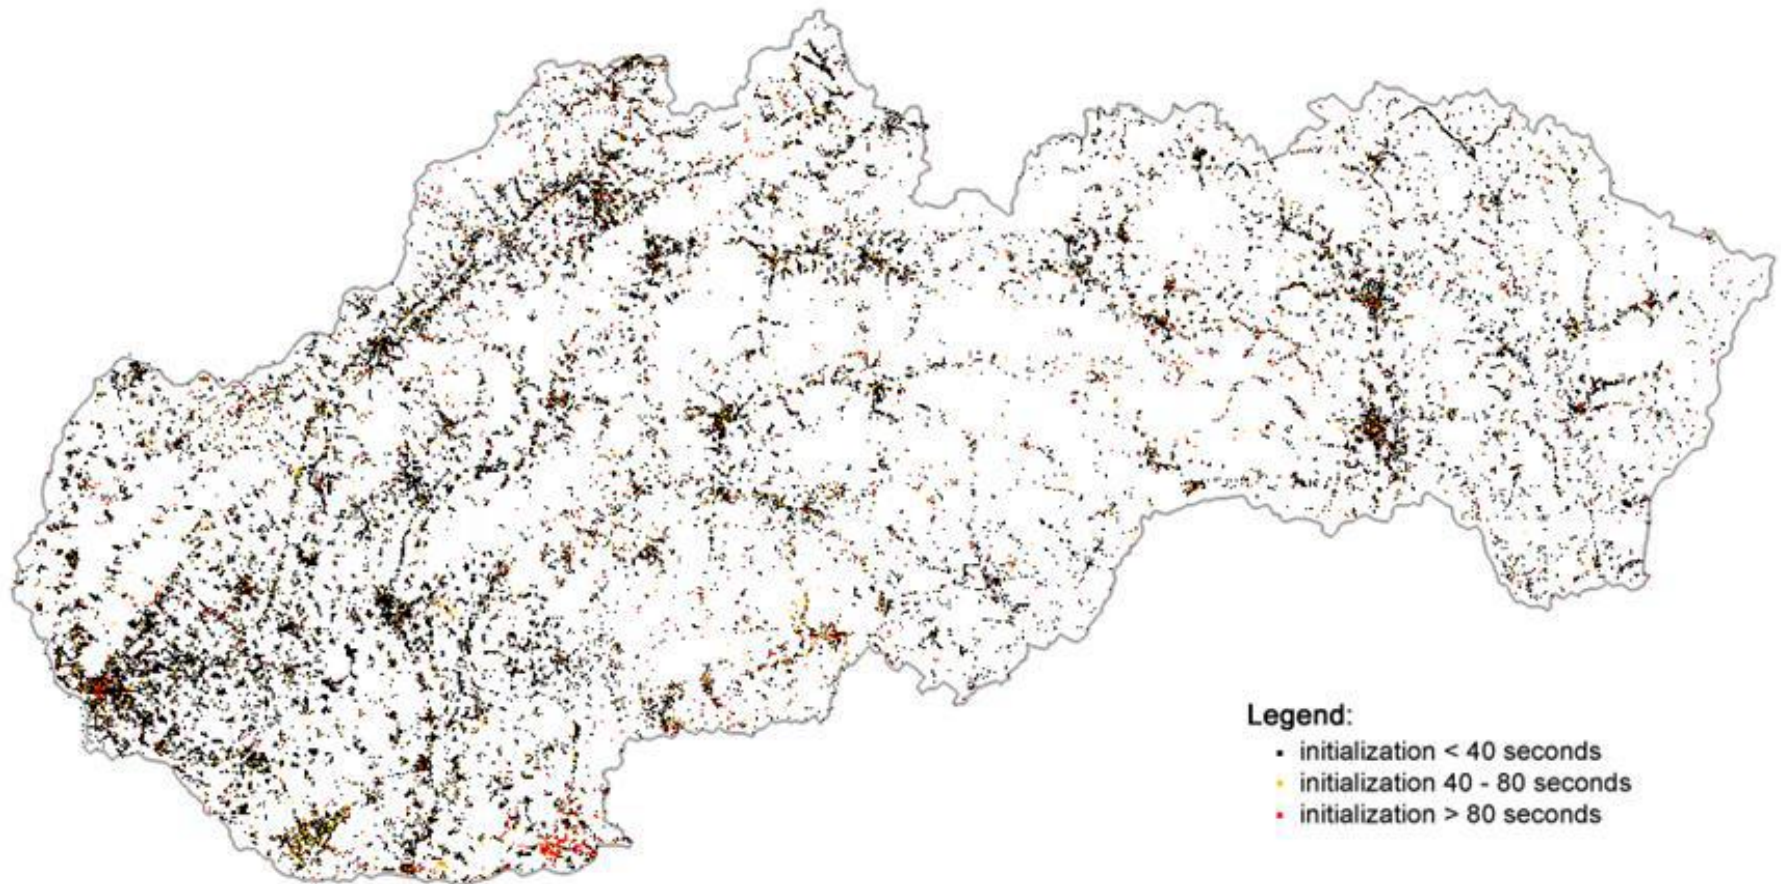 Legend:
initialization < 40 seconds
initialization 40 - 80 seconds
initialization > 80 seconds